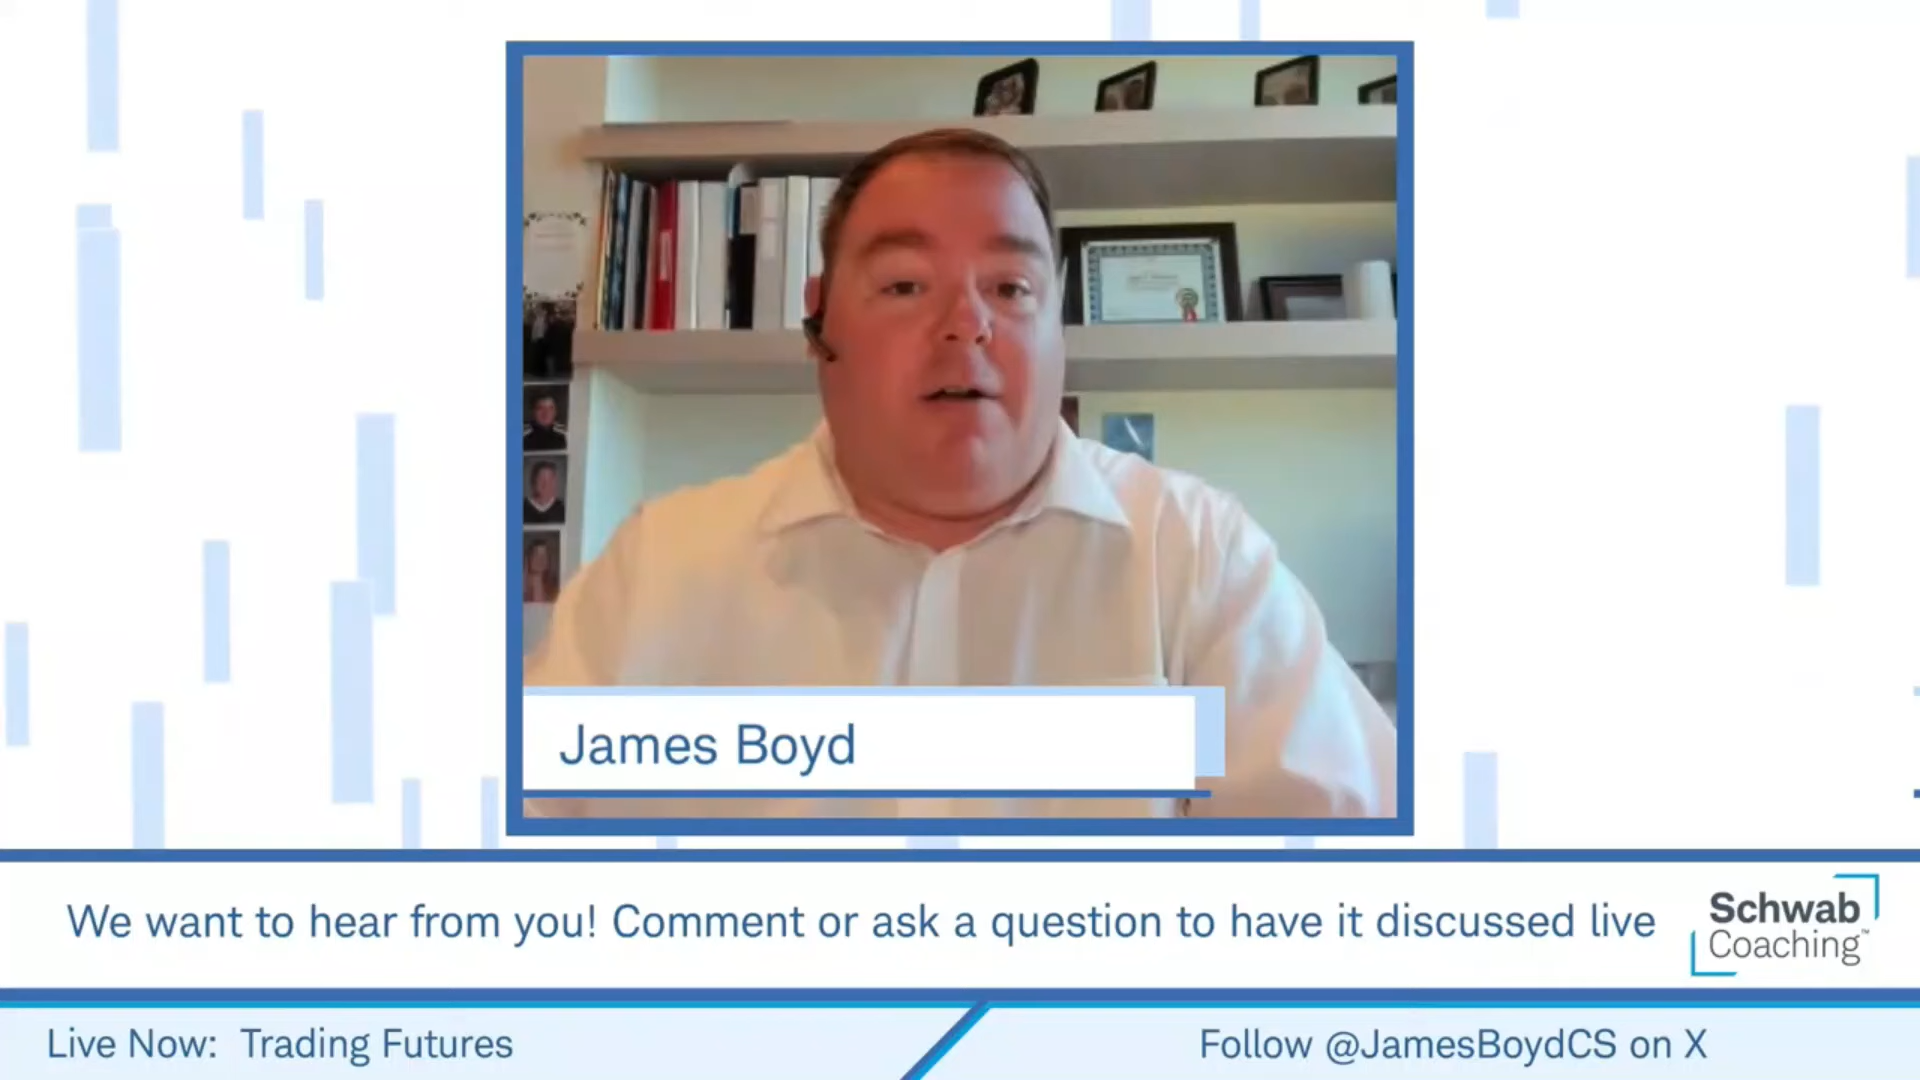 James Boyd
We want to hear from you! Comment or ask a question to have it discussed live
Schwab
Coaching™
Live Now: Trading Futures
Follow @JamesBoydCS on X